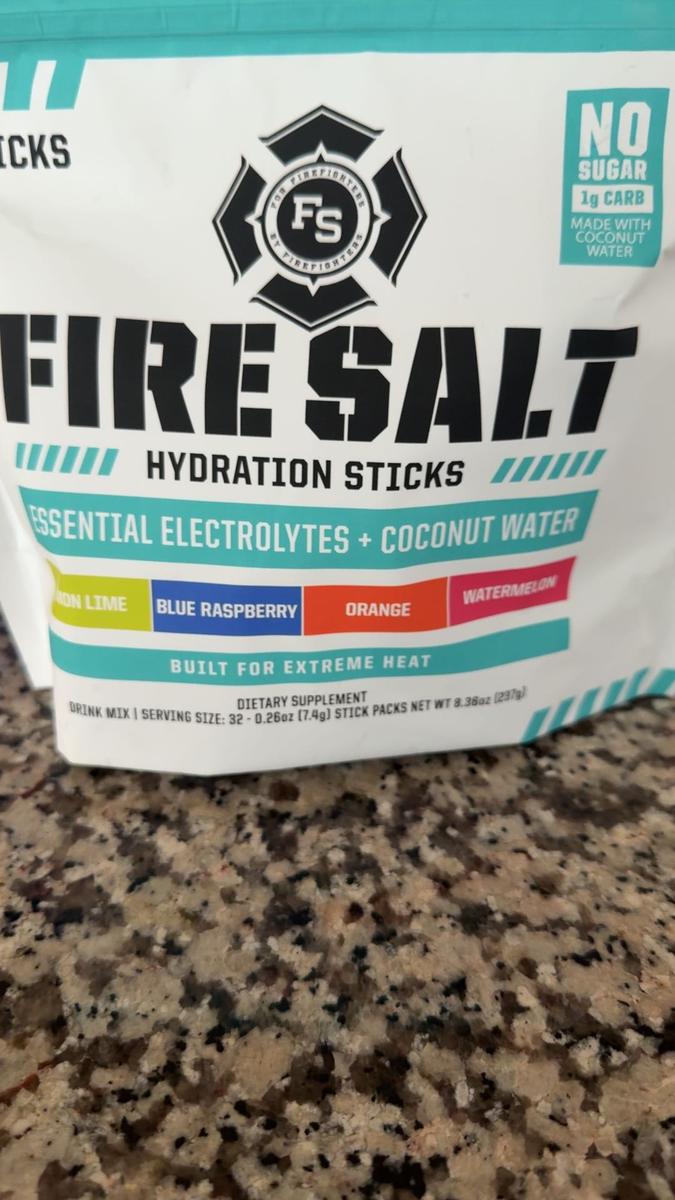 ICKS
NO
SUGAR
1g CARB
MADE WITH
COCONUT
WATER
FOR FIREFIGHTERS
FS
BY FIREFIGHTERS
FIRE SALT
HYDRATION STICKS
ESSENTIAL ELECTROLYTES + COCONUT WATER
MON LIME BLUE RASPBERRY ORANGE WATERMELON
BUILT FOR EXTREME HEAT
DIETARY SUPPLEMENT
DRINK MIX | SERVING SIZE: 32 - 0.26oz (7.4g) STICK PACKS NET WT 8.36oz (237g)